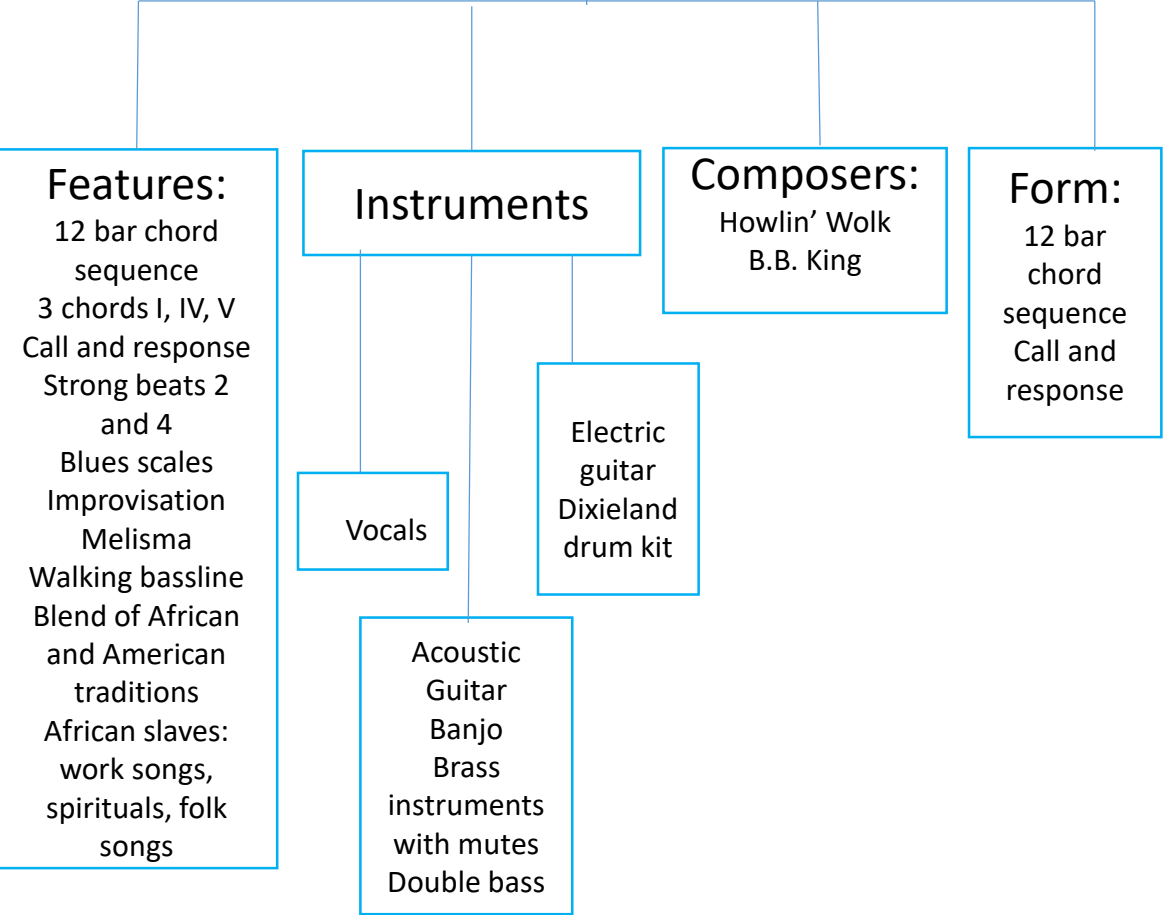 Features:
12 bar chord
sequence
3 chords I, IV, V
Call and response
Strong beats 2
and 4
Blues scales
Improvisation
Melisma
Walking bassline
Blend of African
and American
traditions
African slaves:
work songs,
spirituals, folk
songs
Instruments
Vocals
Acoustic
Guitar
Banjo
Brass
instruments
with mutes
Double bass
Electric
guitar
Dixieland
drum kit
Composers:
Howlin’ Wolk
B.B. King
Form:
12 bar
chord
sequence
Call and
response